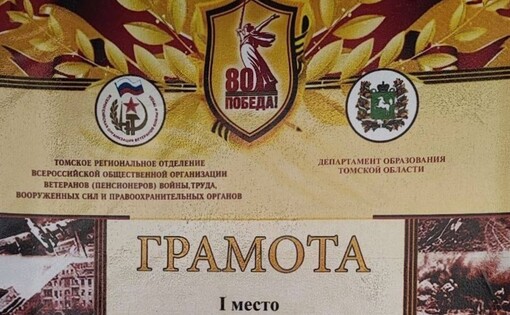 80
ПОБЕДА!
ТОМСКОЕ РЕГИОНАЛЬНОЕ ОТДЕЛЕНИЕ
ВСЕРОССИЙСКОЙ ОБЩЕСТВЕННОЙ ОРГАНИЗАЦИИ
ВЕТЕРАНОВ (ПЕНСИОНЕРОВ) ВОЙНЫ, ТРУДА,
ВООРУЖЕННЫХ СИЛ И ПРАВООХРАНИТЕЛЬНЫХ ОРГАНОВ
ДЕПАРТАМЕНТ ОБРАЗОВАНИЯ
ТОМСКОЙ ОБЛАСТИ
ГРАМОТА
I место